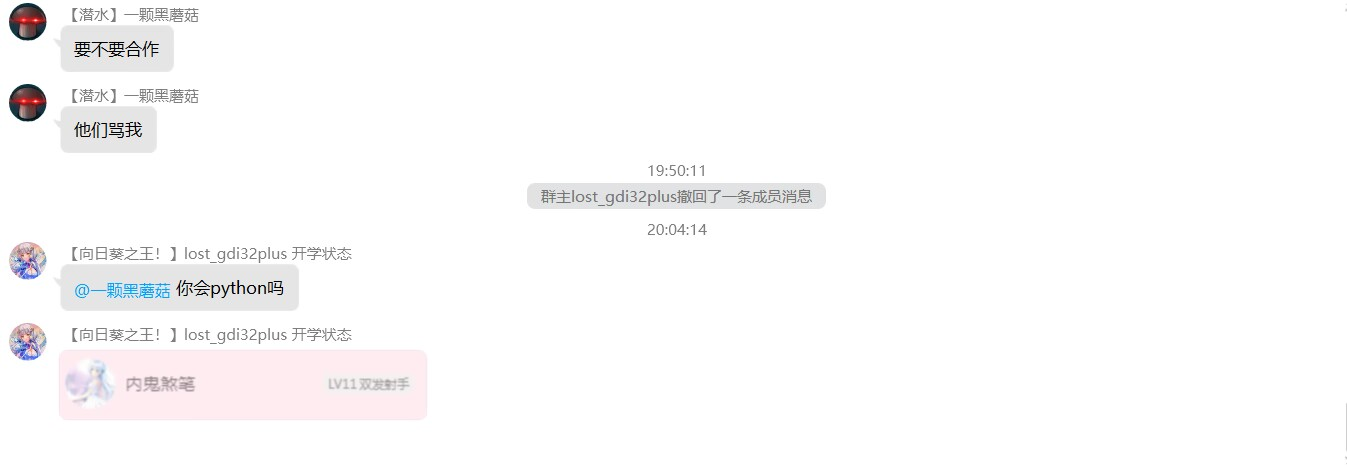 【潜水】一颗黑蘑菇
要不要合作
【潜水】一颗黑蘑菇
他们骂我
19:50:11
群主lost_gdi32plus撤回了一条成员消息
20:04:14
【向日葵之王！】lost_gdi32plus 开学状态
@一颗黑蘑菇 你会python吗
【向日葵之王！】lost_gdi32plus 开学状态
内鬼煞笔 LV11 双发射手